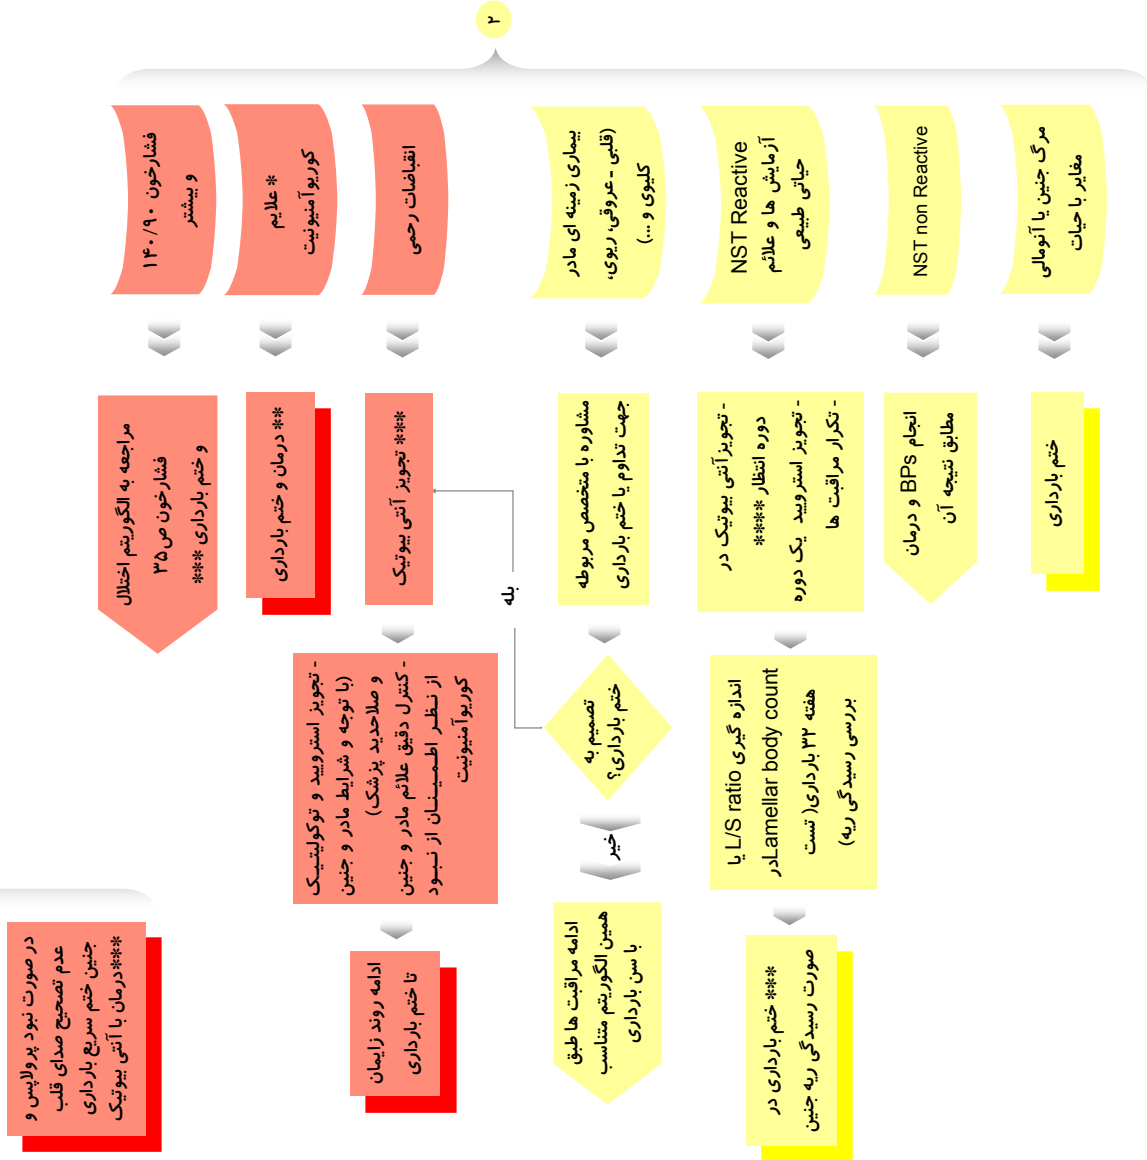 ۲
فشارخون ۱۴۰/۹۰
و بیشتر
مراجعه به الگوریتم اختلال
فشارخون ص۳۵
و ختم بارداری ***
* علایم
کوریوآمنیونیت
** درمان و ختم بارداری
انقباضات رحمی
*** تجویز آنتی بیوتیک
- تجویز استرویید و توکولیتیک
(با توجه و شرایط مادر و جنین
و صلاحدید پزشک)
- کنترل دقیق علائم مادر و جنین
از نظر اطمینان از نبود
کوریوآمنیونیت
ادامه روند زایمان
تا ختم بارداری
بیماری زمینه ای مادر
(قلبی -عروقی، ریوی،
کلیوی و ...)
مشاوره با متخصص مربوطه
جهت تداوم یا ختم بارداری
تصمیم به
ختم بارداری؟
بله
خیر
ادامه مراقبت ها طبق
همین الگوریتم متناسب
با سن بارداری
NST Reactive
آزمایش ها و علائم
حیاتی طبیعی
- تجویزآنتی بیوتیک در
دوره انتظار ****
- تجویز استرویید یک دوره
- تکرار مراقبت ها
اندازه گیری L/S ratio یا
Lamellar body countدر
هفته ۳۲ بارداری( تست
بررسی رسیدگی ریه)
*** ختم بارداری در
صورت رسیدگی ریه جنین
NST non Reactive
انجام BPs و درمان
مطابق نتیجه آن
مرگ جنین یا آنومالی
مغایر با حیات
ختم بارداری
در صورت نبود پرولاپس و
عدم تصحیح صدای قلب
جنین ختم سریع بارداری
***درمان با آنتی بیوتیک